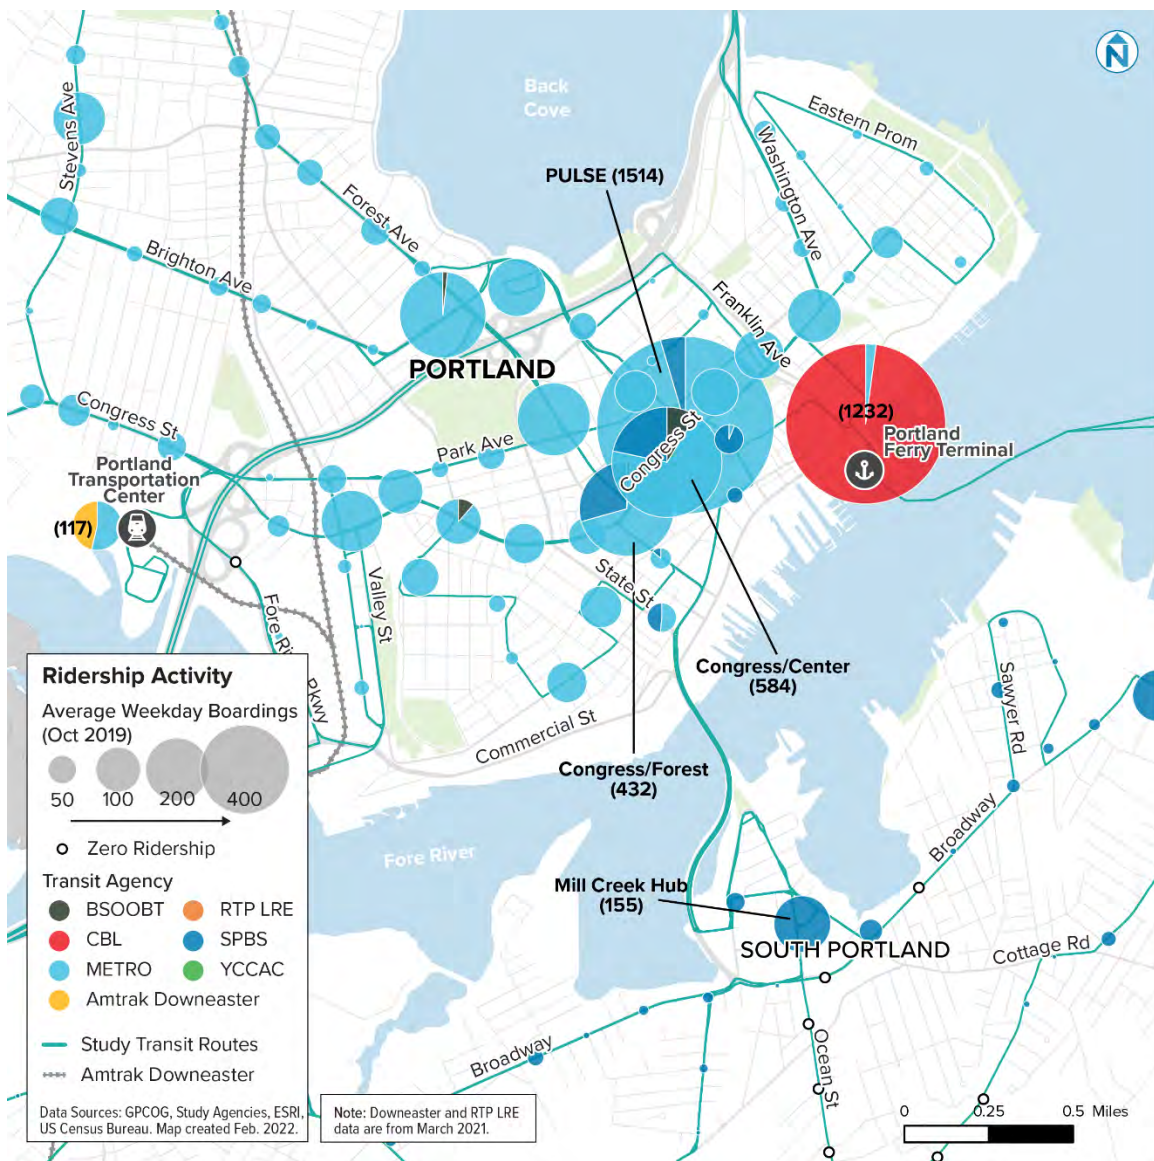 N
Back
Cove
Stevens Ave
Eastern Prom
Washington Ave
PULSE (1514)
Forest Ave
Brighton Ave
Franklin Ave
PORTLAND
Congress St
(1232)
Portland
Ferry Terminal
Congress St
Park Ave
Portland
Transportation
Center
(117)
State St
Valley St
Fore River Pkwy
Congress/Center
(584)
Sawyer Rd
Commercial St
Congress/Forest
(432)
Broadway
Fore River
Mill Creek Hub
(155)
SOUTH PORTLAND
Cottage Rd
Ocean St
Broadway
Ridership Activity
Average Weekday Boardings
(Oct 2019)
50 100 200 400
Zero Ridership
Transit Agency
BSOOBT RTP LRE
CBL SPBS
METRO YCCAC
Amtrak Downeaster
Study Transit Routes
Amtrak Downeaster
Data Sources: GPCOG, Study Agencies, ESRI,
US Census Bureau. Map created Feb. 2022.
Note: Downeaster and RTP LRE
data are from March 2021.
0 0.25 0.5 Miles